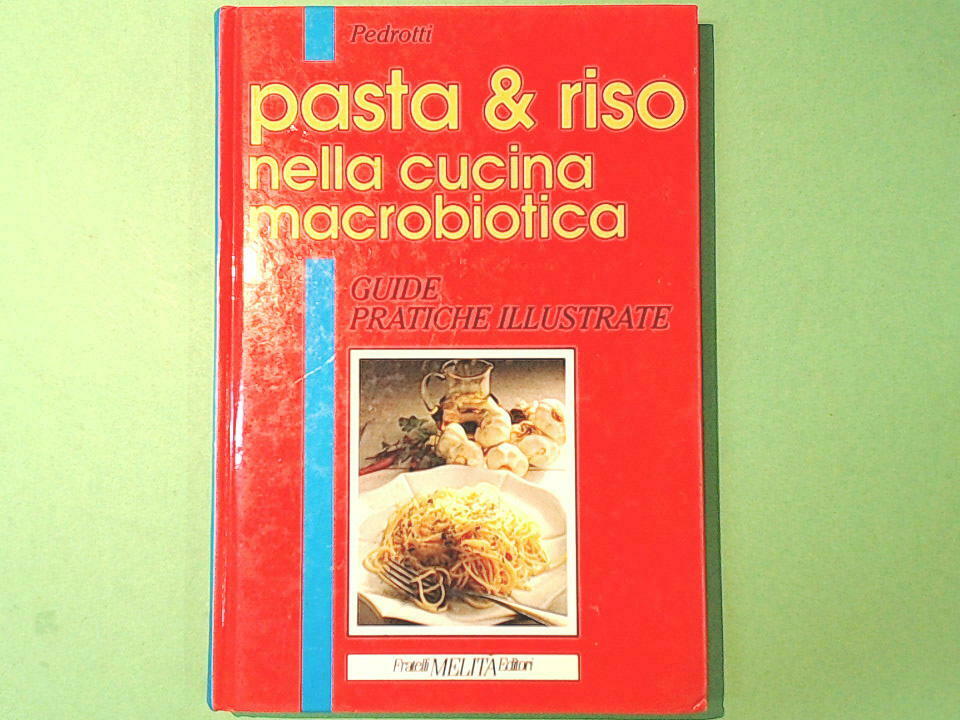 Pedrotti
pasta & riso
nella cucina
macrobiotica
GUIDE
PRATICHE ILLUSTRATE
Fratelli MELITA Editori